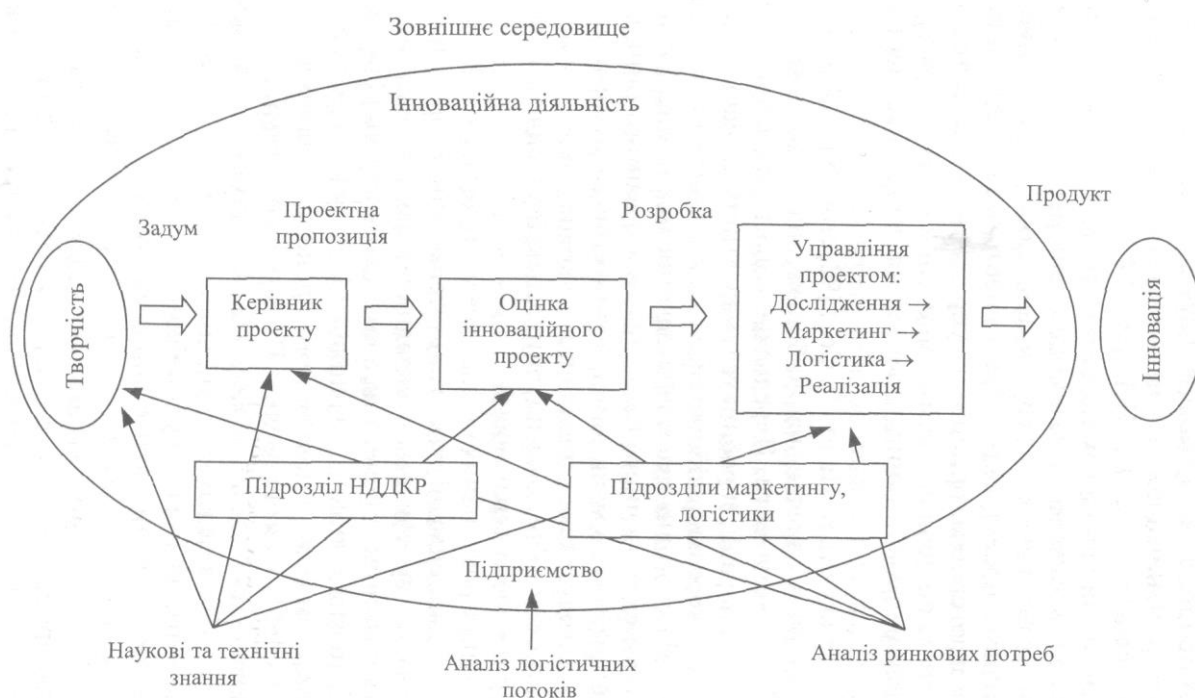 Зовнішнє середовище
Інноваційна діяльність
Творчість
Задум
Керівник
проекту
Проектна
пропозиція
Оцінка
інноваційного
проекту
Розробка
Управління
проектом:
Дослідження →
Маркетинг →
Логістика →
Реалізація
Продукт
Інновація
Підрозділ НДДКР
Підрозділи маркетингу,
логістики
Підприємство
Наукові та технічні
знання
Аналіз логістичних
потоків
Аналіз ринкових потреб